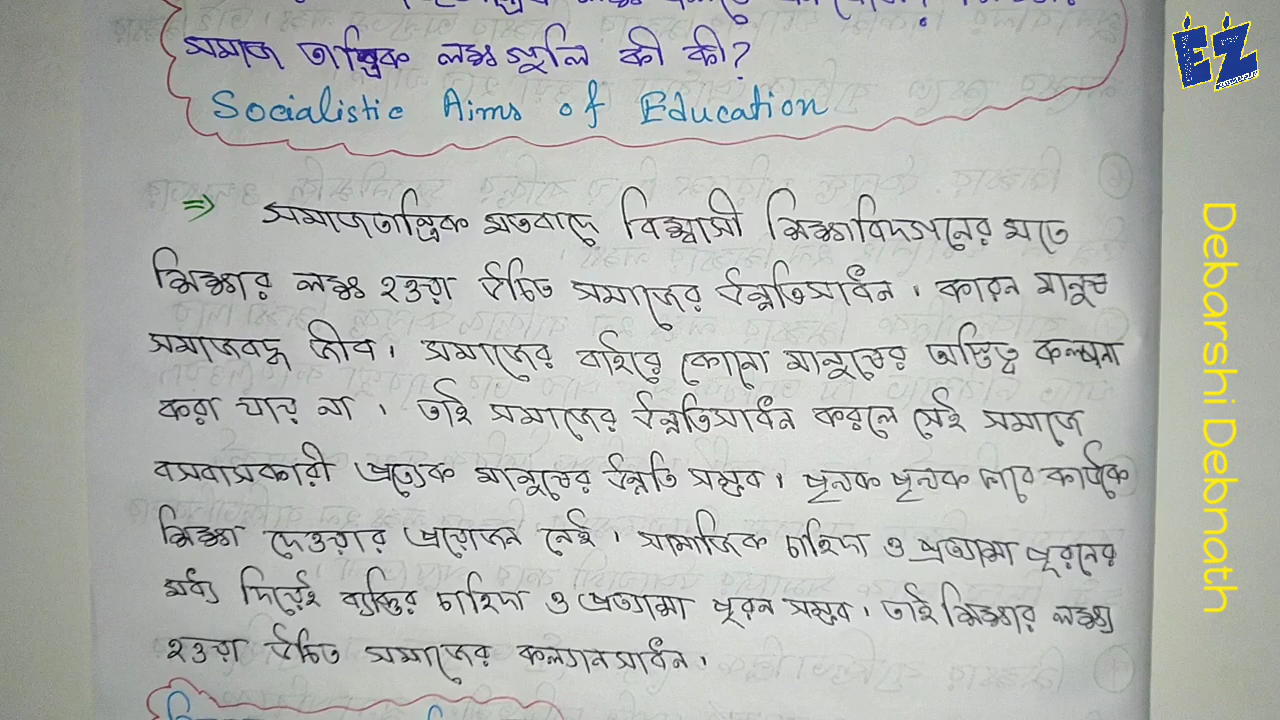 সমাজ তান্ত্রিক লক্ষ্য গুলি কী কী?
Socialistic Aims of Education
⇒ সমাজতান্ত্রিক মতবাদে বিশ্বাসী শিক্ষাবিদগনের মতে
শিক্ষার লক্ষ্য হওয়া উচিত সমাজের উন্নতিসাধন। কারন মানুষ
সমাজবদ্ধ জীব। সমাজের বাইরে কোনো মানুষের অস্তিত্ব কল্পনা
করা যায় না। তাই সমাজের উন্নতিসাধন করলে সেই সমাজে
বসবাসকারী প্রত্যেক মানুষের উন্নতি সম্ভব। পৃথক পৃথক ভাবে কাউকে
শিক্ষা দেওয়ার প্রয়োজন নেই। সামাজিক চাহিদা ও প্রত্যাশা পূরনের
মধ্য দিয়েই ব্যক্তির চাহিদা ও প্রত্যাশা পূরন সম্ভব। তাই শিক্ষার লক্ষ্য
হওয়া উচিত সমাজের কল্যানসাধন।
EZ
Debarshi Debnath